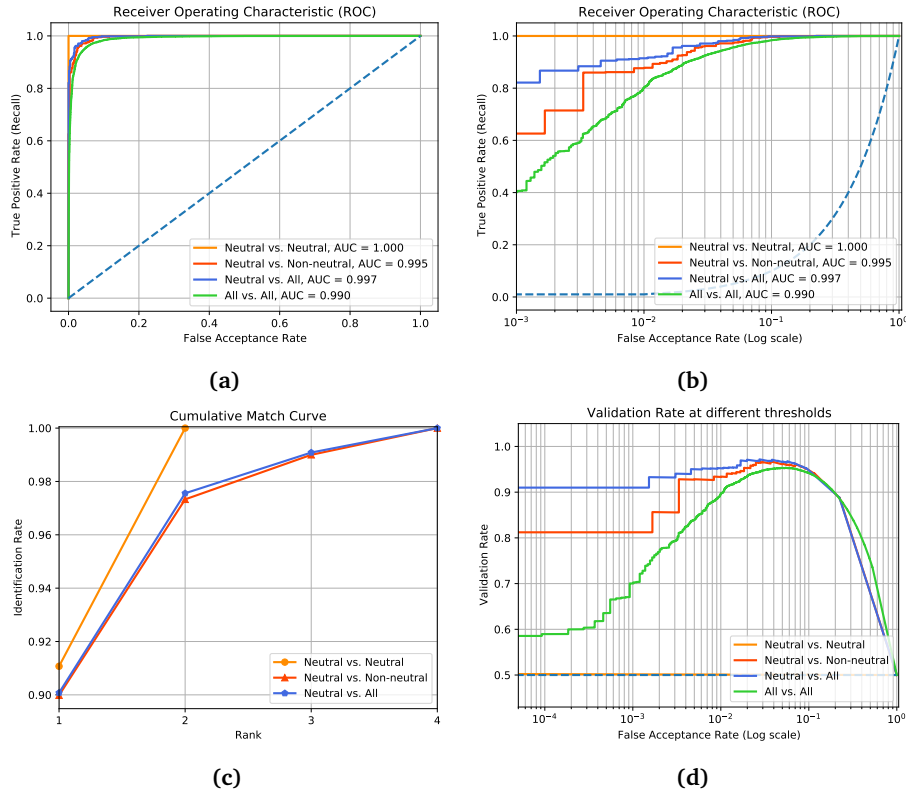 Receiver Operating Characteristic (ROC)
1.0
0.8
0.6
0.4
0.2
0.0
True Positive Rate (Recall)
Neutral vs. Neutral, AUC = 1.000
Neutral vs. Non-neutral, AUC = 0.995
Neutral vs. All, AUC = 0.997
All vs. All, AUC = 0.990
0.0 0.2 0.4 0.6 0.8 1.0
False Acceptance Rate
(a)
Receiver Operating Characteristic (ROC)
1.0
0.8
0.6
0.4
0.2
0.0
True Positive Rate (Recall)
Neutral vs. Neutral, AUC = 1.000
Neutral vs. Non-neutral, AUC = 0.995
Neutral vs. All, AUC = 0.997
All vs. All, AUC = 0.990
10⁻³ 10⁻² 10⁻¹ 10⁰
False Acceptance Rate (Log scale)
(b)
Cumulative Match Curve
1.00
0.98
0.96
0.94
0.92
0.90
Identification Rate
Neutral vs. Neutral
Neutral vs. Non-neutral
Neutral vs. All
1 2 3 4
Rank
(c)
Validation Rate at different thresholds
1.0
0.9
0.8
0.7
0.6
0.5
Validation Rate
Neutral vs. Neutral
Neutral vs. Non-neutral
Neutral vs. All
All vs. All
10⁻⁴ 10⁻³ 10⁻² 10⁻¹ 10⁰
False Acceptance Rate (Log scale)
(d)